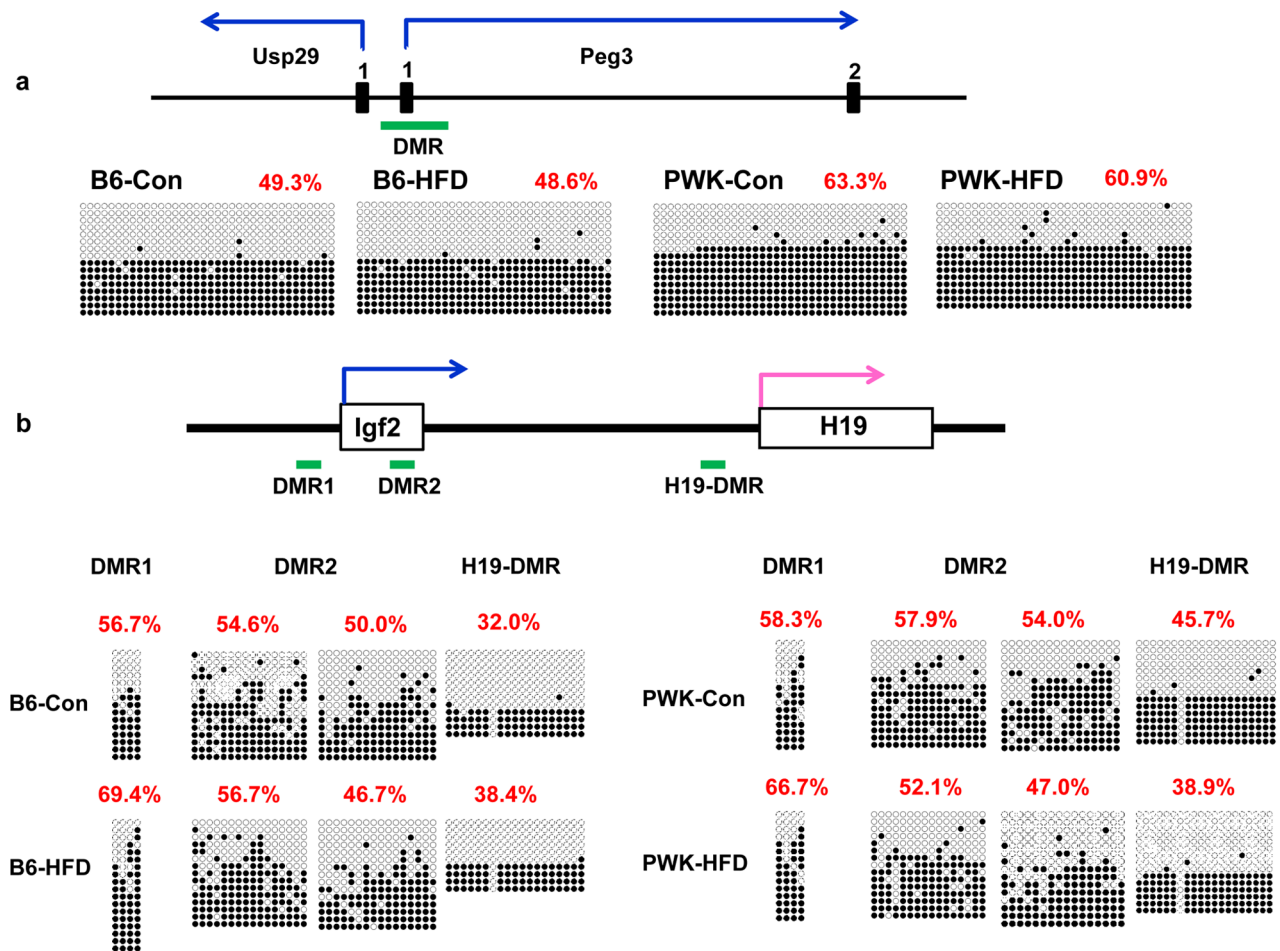 a
Usp29
Peg3
1
1
2
DMR
B6-Con
49.3%
B6-HFD
48.6%
PWK-Con
63.3%
PWK-HFD
60.9%
b
Igf2
H19
DMR1
DMR2
H19-DMR
DMR1
DMR2
H19-DMR
DMR1
DMR2
H19-DMR
56.7%
54.6%
50.0%
32.0%
58.3%
57.9%
54.0%
45.7%
B6-Con
PWK-Con
69.4%
56.7%
46.7%
38.4%
66.7%
52.1%
47.0%
38.9%
B6-HFD
PWK-HFD